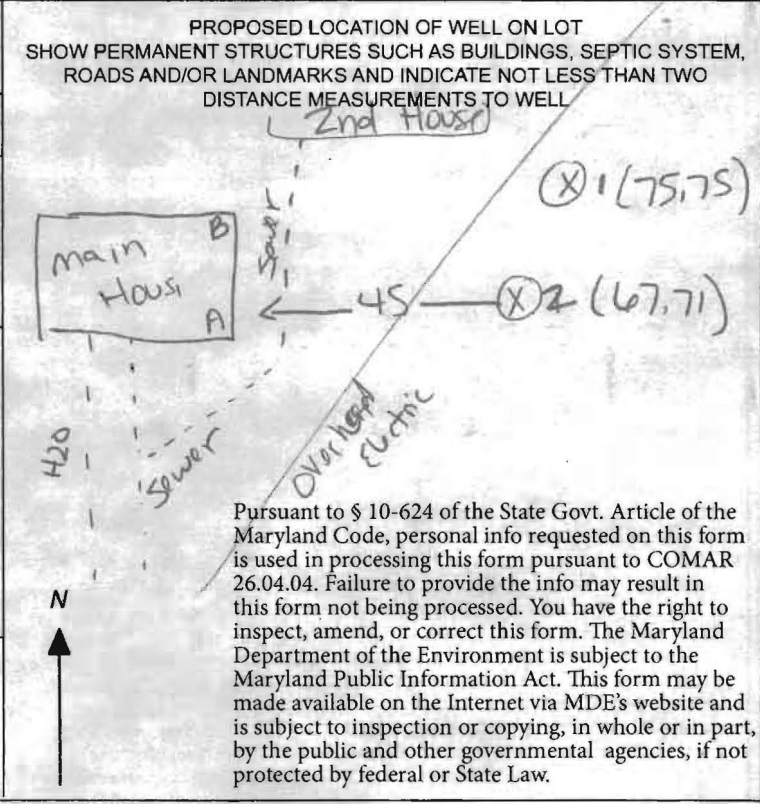 PROPOSED LOCATION OF WELL ON LOT
SHOW PERMANENT STRUCTURES SUCH AS BUILDINGS, SEPTIC SYSTEM,
ROADS AND/OR LANDMARKS AND INDICATE NOT LESS THAN TWO
DISTANCE MEASUREMENTS TO WELL
2nd House
X 1 (75,75)
Sewer
B
main
House
A
45
X 2 (67,71)
H20
Sewer
Overhead
Electric
Pursuant to § 10-624 of the State Govt. Article of the
Maryland Code, personal info requested on this form
is used in processing this form pursuant to COMAR
26.04.04. Failure to provide the info may result in
this form not being processed. You have the right to
inspect, amend, or correct this form. The Maryland
Department of the Environment is subject to the
Maryland Public Information Act. This form may be
made available on the Internet via MDE's website and
is subject to inspection or copying, in whole or in part,
by the public and other governmental agencies, if not
protected by federal or State Law.
N